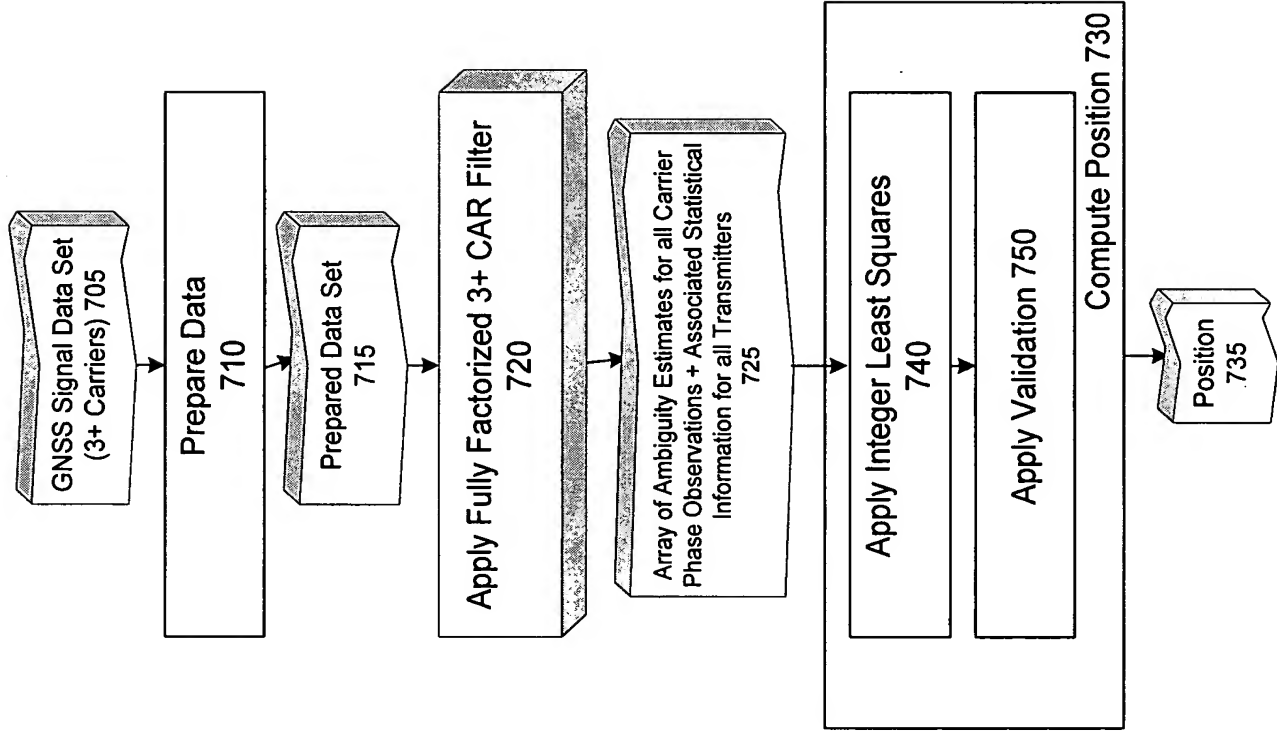 GNSS Signal Data Set
(3+ Carriers) 705
Prepare Data
710
Prepared Data Set
715
Apply Fully Factorized 3+ CAR Filter
720
Array of Ambiguity Estimates for all Carrier
Phase Observations + Associated Statistical
Information for all Transmitters
725
Apply Integer Least Squares
740
Apply Validation 750
Compute Position 730
Position
735